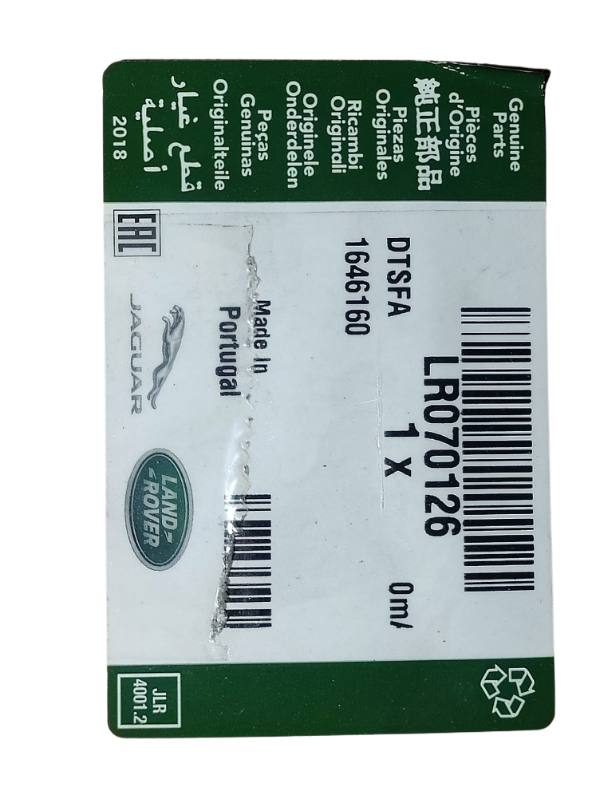 Genuine
Parts
Pièces
d'Origine
純正部品
Piezas
Originales
Ricambi
Originali
Originele
Onderdelen
Peças
Genuinas
Originalteile
قطع غيار
أصلية
2018
LR070126
1 X
0m/
DTSFA
1646160
Made In
Portugal
EAC
JAGUAR
LAND
ROVER
JLR
4001.2